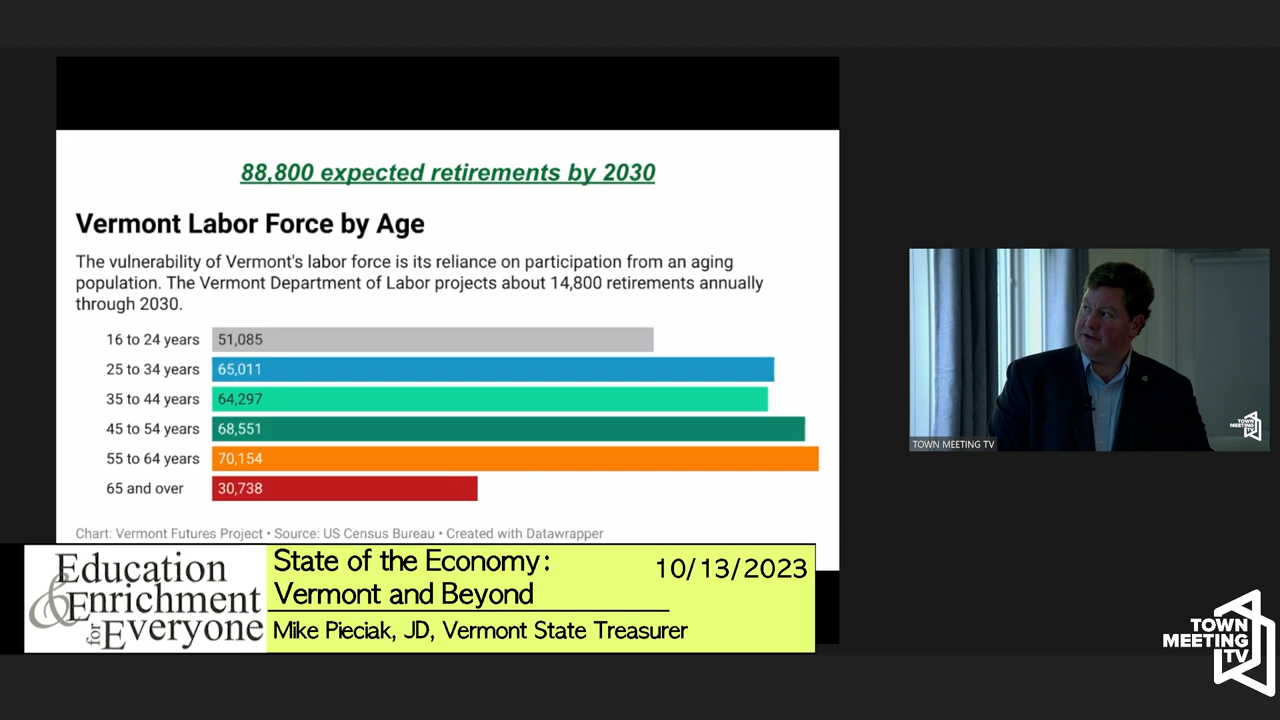 88,800 expected retirements by 2030
Vermont Labor Force by Age
The vulnerability of Vermont's labor force is its reliance on participation from an aging
population. The Vermont Department of Labor projects about 14,800 retirements annually
through 2030.
16 to 24 years 51,085
25 to 34 years 65,011
35 to 44 years 64,297
45 to 54 years 68,551
55 to 64 years 70,154
65 and over 30,738
Chart: Vermont Futures Project • Source: US Census Bureau • Created with Datawrapper
TOWN MEETING TV
Education
& Enrichment
for Everyone
State of the Economy:
Vermont and Beyond
10/13/2023
Mike Pieciak, JD, Vermont State Treasurer
TOWN
MEETING
TV
TOWN
MEETING
TV